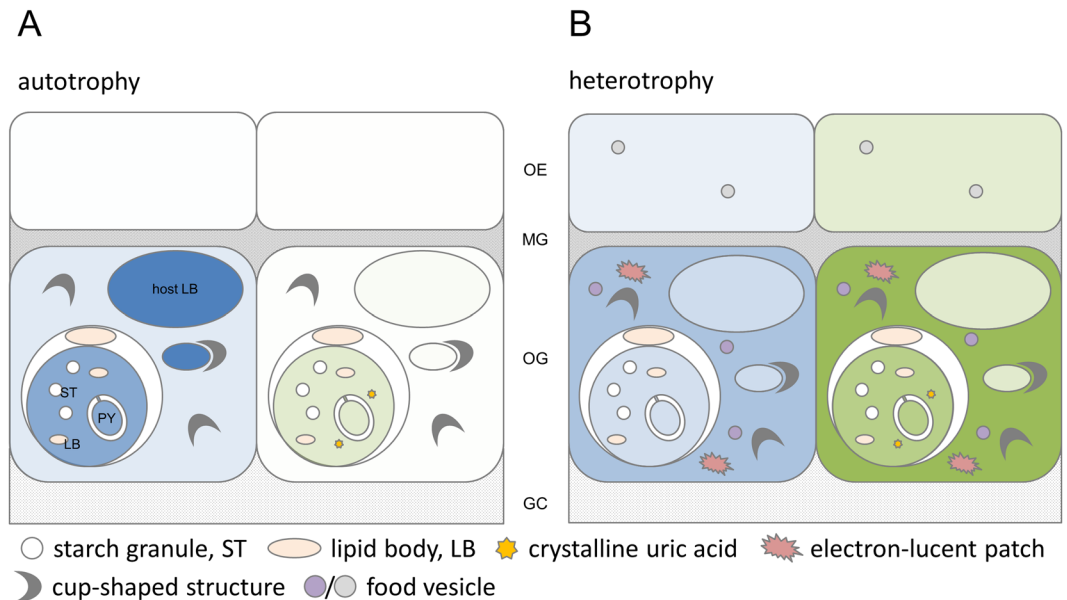 A
B
autotrophy
heterotrophy
OE
MG
host LB
OG
ST
PY
LB
GC
starch granule, ST
lipid body, LB
crystalline uric acid
electron-lucent patch
cup-shaped structure
/
food vesicle